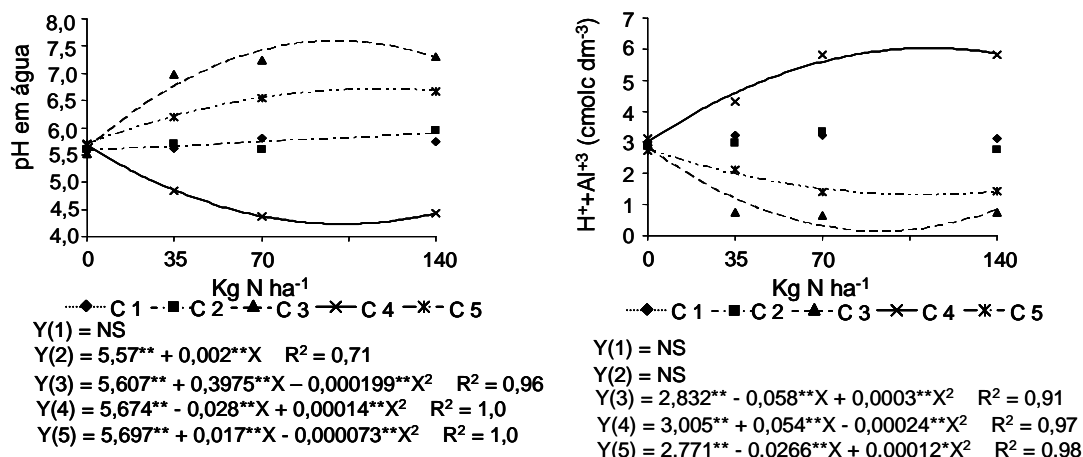 8,0
7,5
7,0
6,5
6,0
5,5
5,0
4,5
4,0
pH em água
0 35 70 140
Kg N ha-1
C 1 C 2 C 3 C 4 C 5
Y(1) = NS
Y(2) = 5,57** + 0,002**X R2 = 0,71
Y(3) = 5,607** + 0,3975**X – 0,000199**X2 R2 = 0,96
Y(4) = 5,674** - 0,028**X + 0,00014**X2 R2 = 1,0
Y(5) = 5,697** + 0,017**X - 0,000073**X2 R2 = 1,0
7
6
5
4
3
2
1
0
H++Al+3 (cmolc dm-3)
0 35 70 140
Kg N ha-1
C 1 C 2 C 3 C 4 C 5
Y(1) = NS
Y(2) = NS
Y(3) = 2,832** - 0,058**X + 0,0003**X2 R2 = 0,91
Y(4) = 3,005** + 0,054**X - 0,00024**X2 R2 = 0,97
Y(5) = 2,771** - 0,0266**X + 0,00012*X2 R2 = 0,98